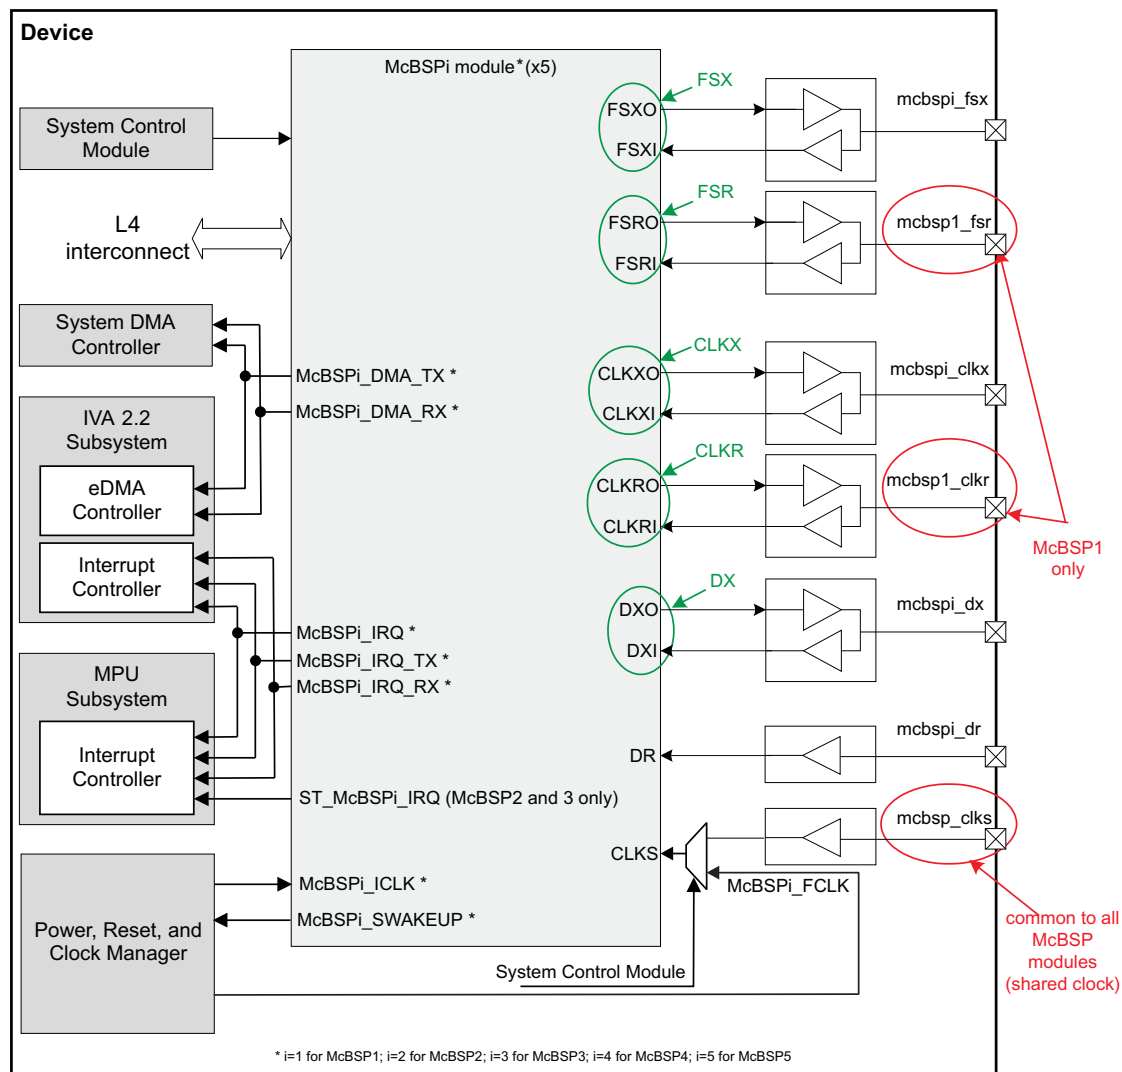 Device
McBSPi module * (x5)
System Control
Module
L4
interconnect
System DMA
Controller
IVA 2.2
Subsystem
eDMA
Controller
Interrupt
Controller
MPU
Subsystem
Interrupt
Controller
Power, Reset, and
Clock Manager
McBSPi_DMA_TX *
McBSPi_DMA_RX *
McBSPi_IRQ *
McBSPi_IRQ_TX *
McBSPi_IRQ_RX *
ST_McBSPi_IRQ (McBSP2 and 3 only)
McBSPi_ICLK *
McBSPi_SWAKEUP *
System Control Module
FSX
FSXO
FSXI
mcbspi_fsx
FSR
FSRO
FSRI
mcbsp1_fsr
CLKX
CLKXO
CLKXI
mcbspi_clkx
CLKR
CLKRO
CLKRI
mcbsp1_clkr
McBSP1
only
DX
DXO
DXI
mcbspi_dx
DR
mcbspi_dr
CLKS
mcbsp_clks
McBSPi_FCLK
common to all
McBSP
modules
(shared clock)
* i=1 for McBSP1; i=2 for McBSP2; i=3 for McBSP3; i=4 for McBSP4; i=5 for McBSP5